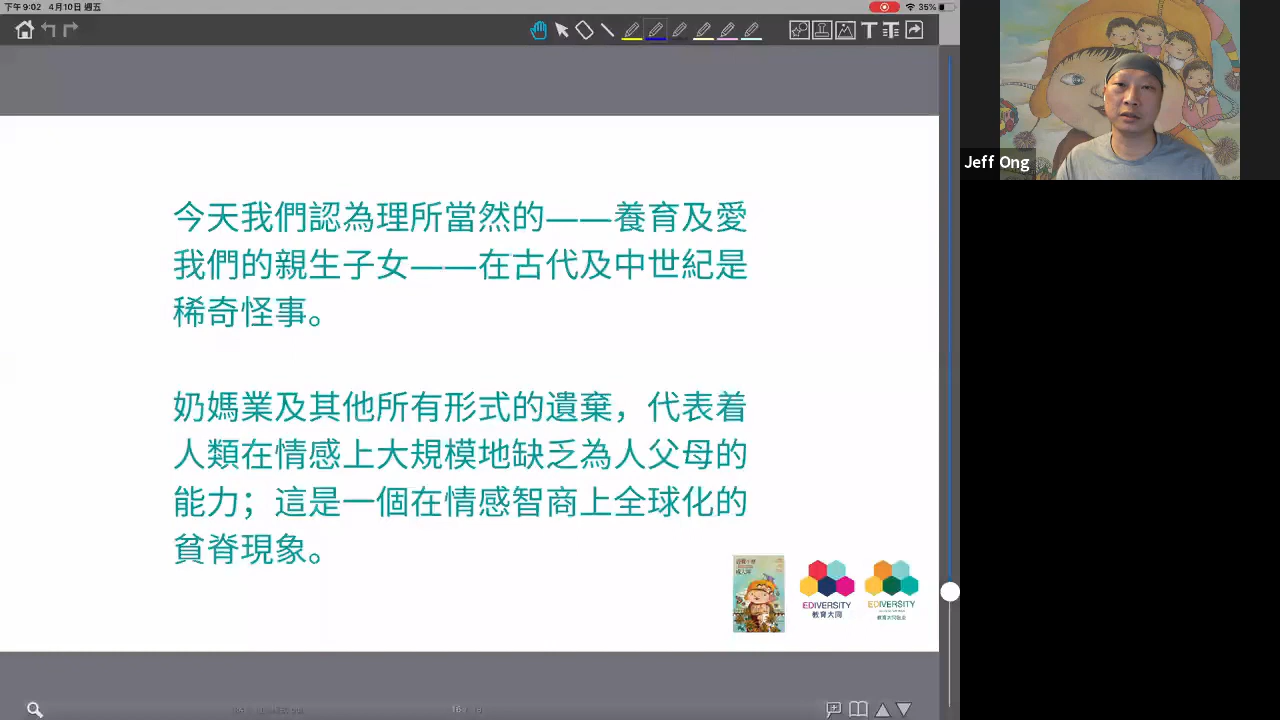 下午9:02 4月10日 週五
35%
Jeff Ong
今天我們認為理所當然的——養育及愛
我們的親生子女——在古代及中世紀是
稀奇怪事。
奶媽業及其他所有形式的遺棄，代表着
人類在情感上大規模地缺乏為人父母的
能力；這是一個在情感智商上全球化的
貧脊現象。
EDIVERSITY
教育大同
EDIVERSITY